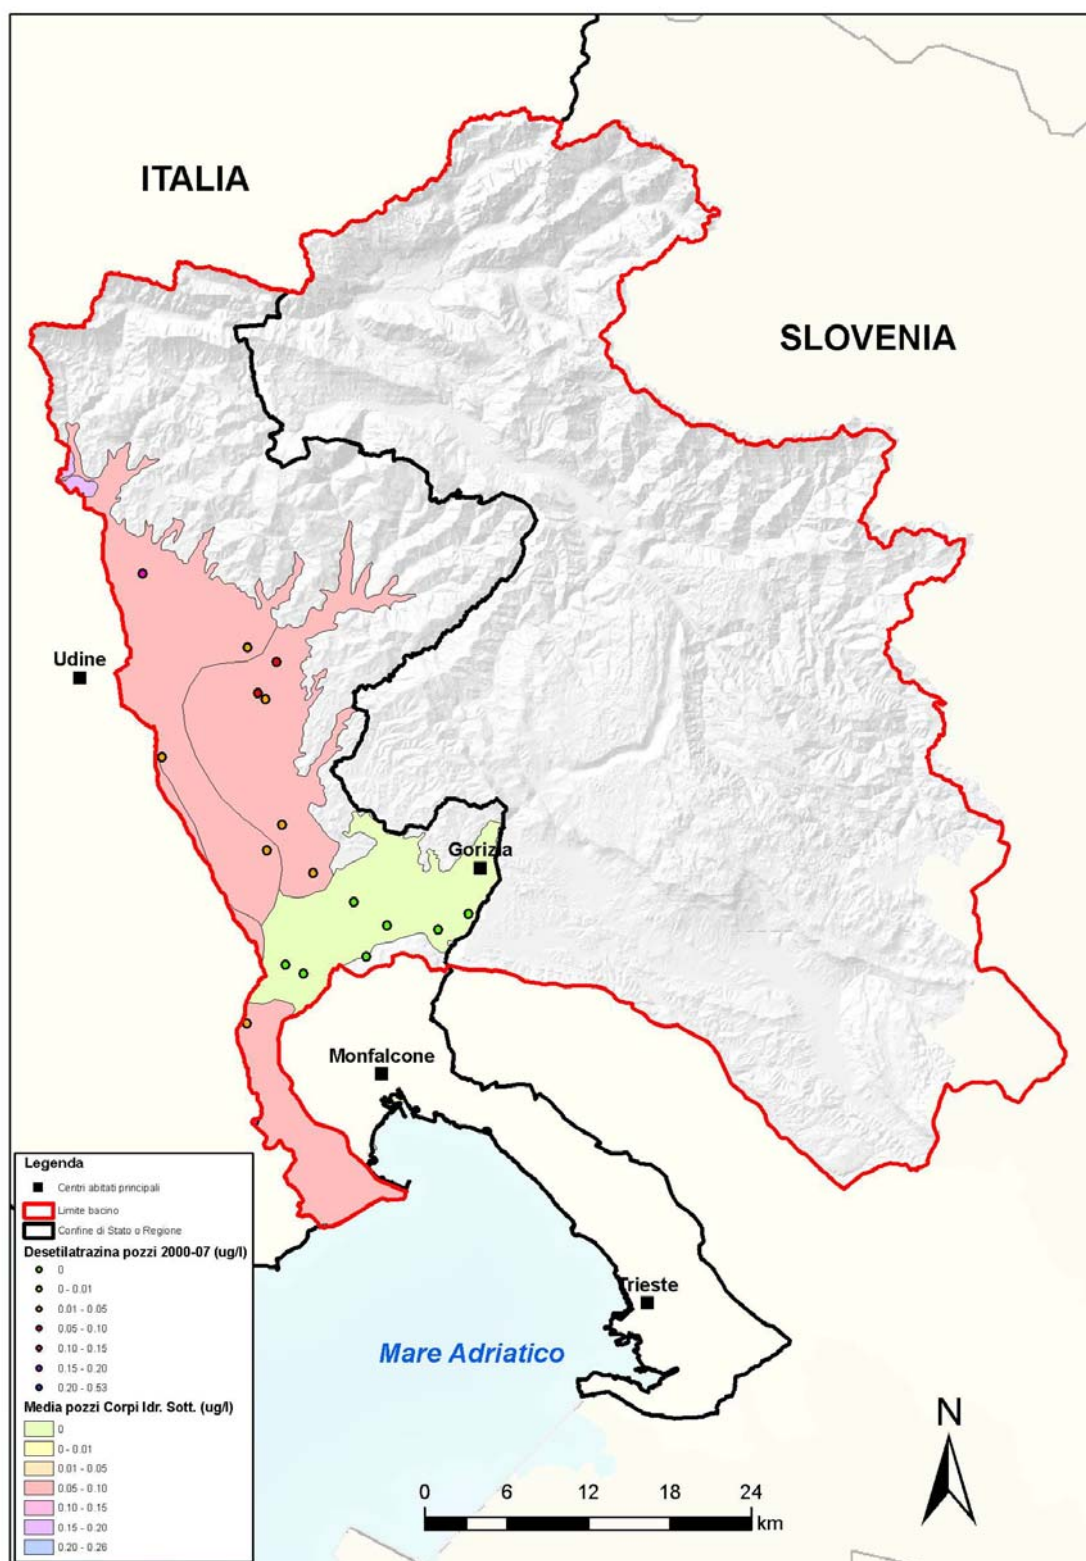 ITALIA
SLOVENIA
Udine
Gorizia
Monfalcone
Trieste
Mare Adriatico
N
0 6 12 18 24
km
Legenda
Centri abitati principali
Limite bacino
Confine di Stato o Regione
Desetilatrazina pozzi 2000-07 (ug/l)
0
0 - 0.01
0.01 - 0.05
0.05 - 0.10
0.10 - 0.15
0.15 - 0.20
0.20 - 0.53
Media pozzi Corpi Idr. Sott. (ug/l)
0
0 - 0.01
0.01 - 0.05
0.05 - 0.10
0.10 - 0.15
0.15 - 0.20
0.20 - 0.26